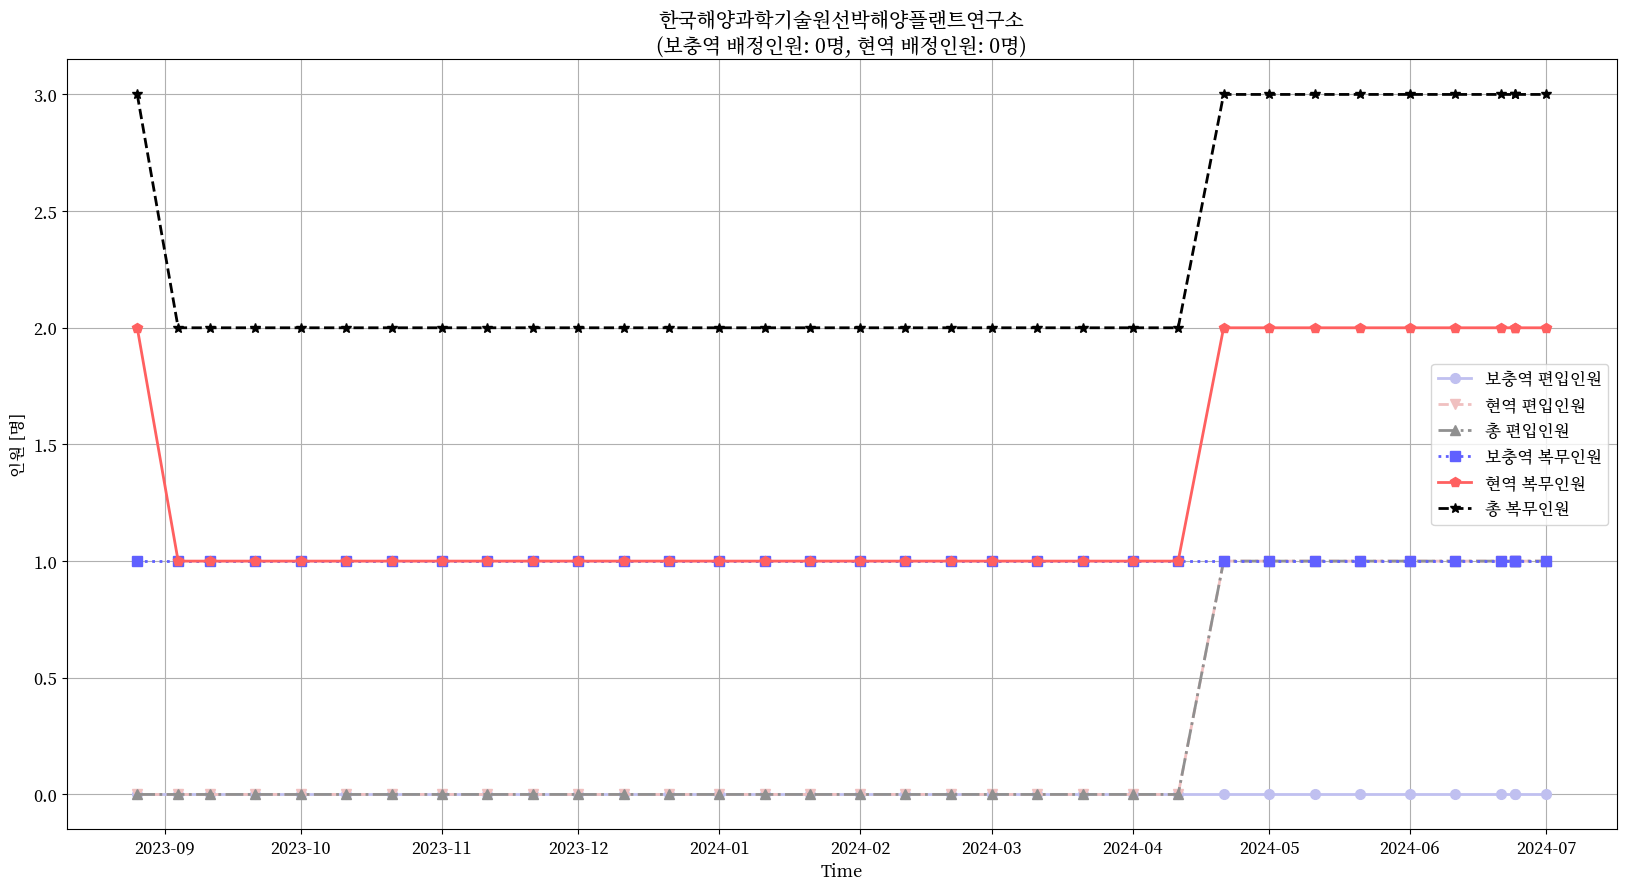 한국해양과학기술원선박해양플랜트연구소
(보충역 배정인원: 0명, 현역 배정인원: 0명)
3.0
2.5
2.0
1.5
1.0
0.5
0.0
인원 [명]
보충역 편입인원
현역 편입인원
총 편입인원
보충역 복무인원
현역 복무인원
총 복무인원
2023-09
2023-10
2023-11
2023-12
2024-01
2024-02
2024-03
2024-04
2024-05
2024-06
2024-07
Time